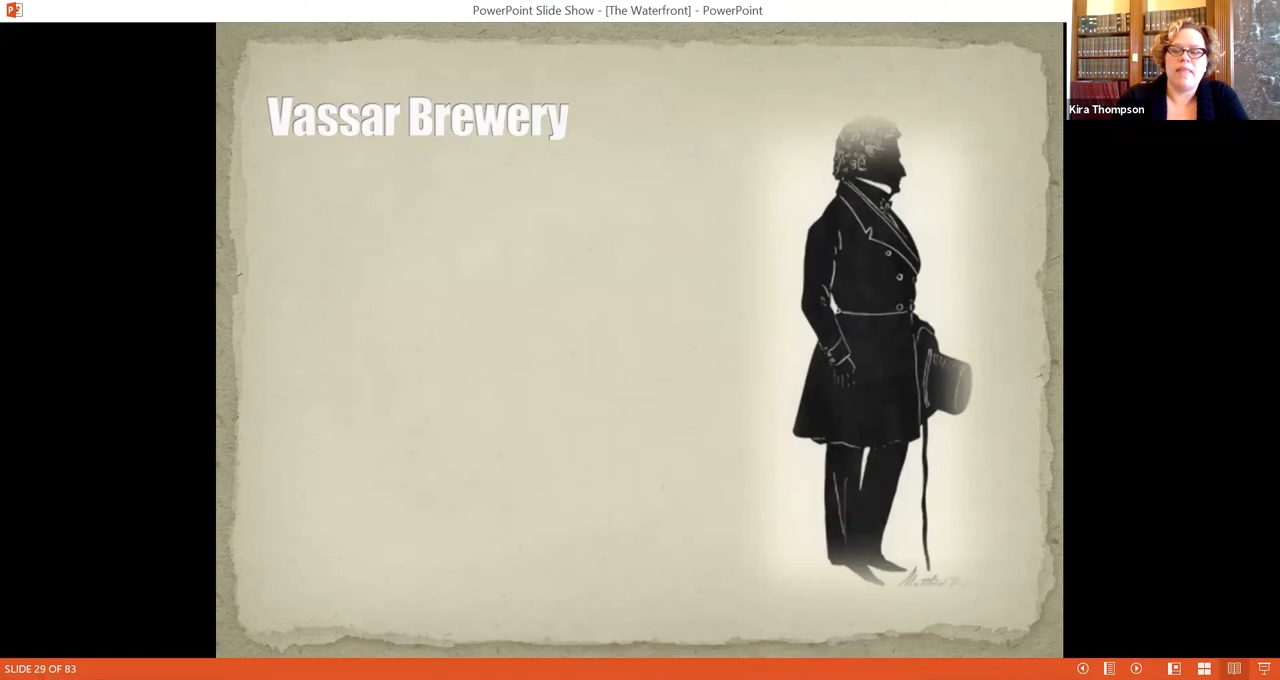 PowerPoint Slide Show - [The Waterfront] - PowerPoint
Kira Thompson
Vassar Brewery
SLIDE 29 OF 83